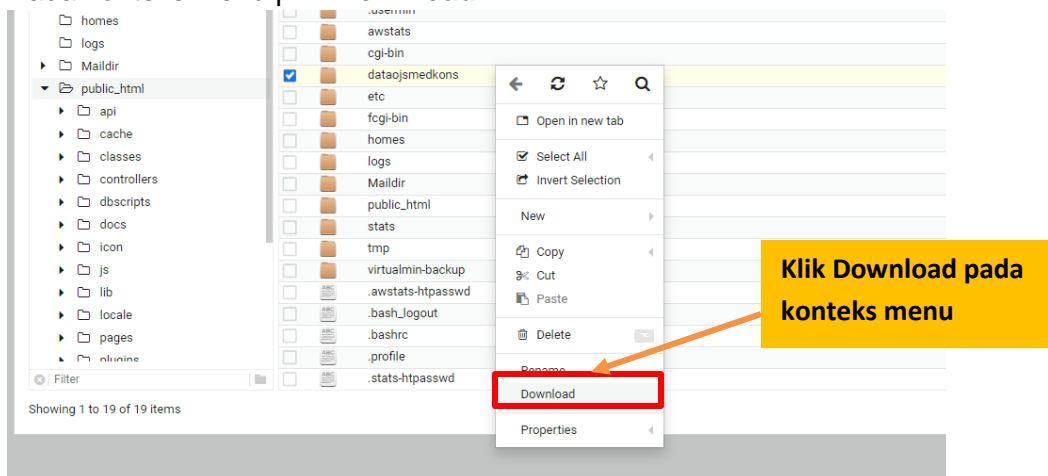 homes
logs
Maildir
public_html
api
cache
classes
controllers
dbscripts
docs
icon
js
lib
locale
pages
plugins
Filter
Showing 1 to 19 of 19 items
.usermin
awstats
cgi-bin
dataojsmedkons
etc
fcgi-bin
homes
logs
Maildir
public_html
stats
tmp
virtualmin-backup
.awstats-htpasswd
.bash_logout
.bashrc
.profile
.stats-htpasswd
Open in new tab
Select All
Invert Selection
New
Copy
Cut
Paste
Delete
Rename
Download
Properties
Klik Download pada
konteks menu